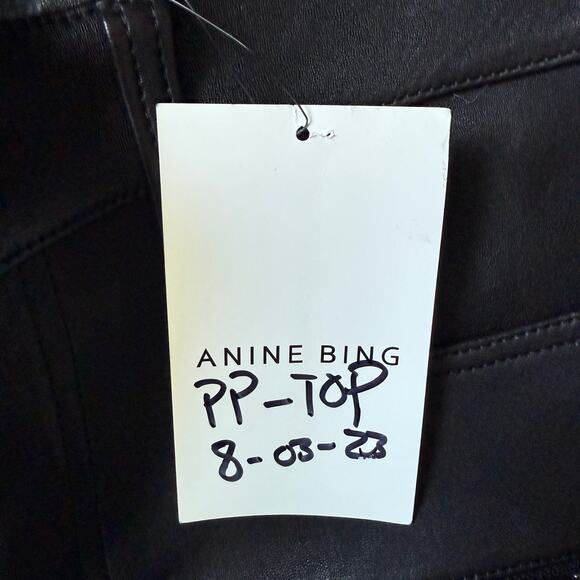 ANINE BING
PP-TOP
8-03-23